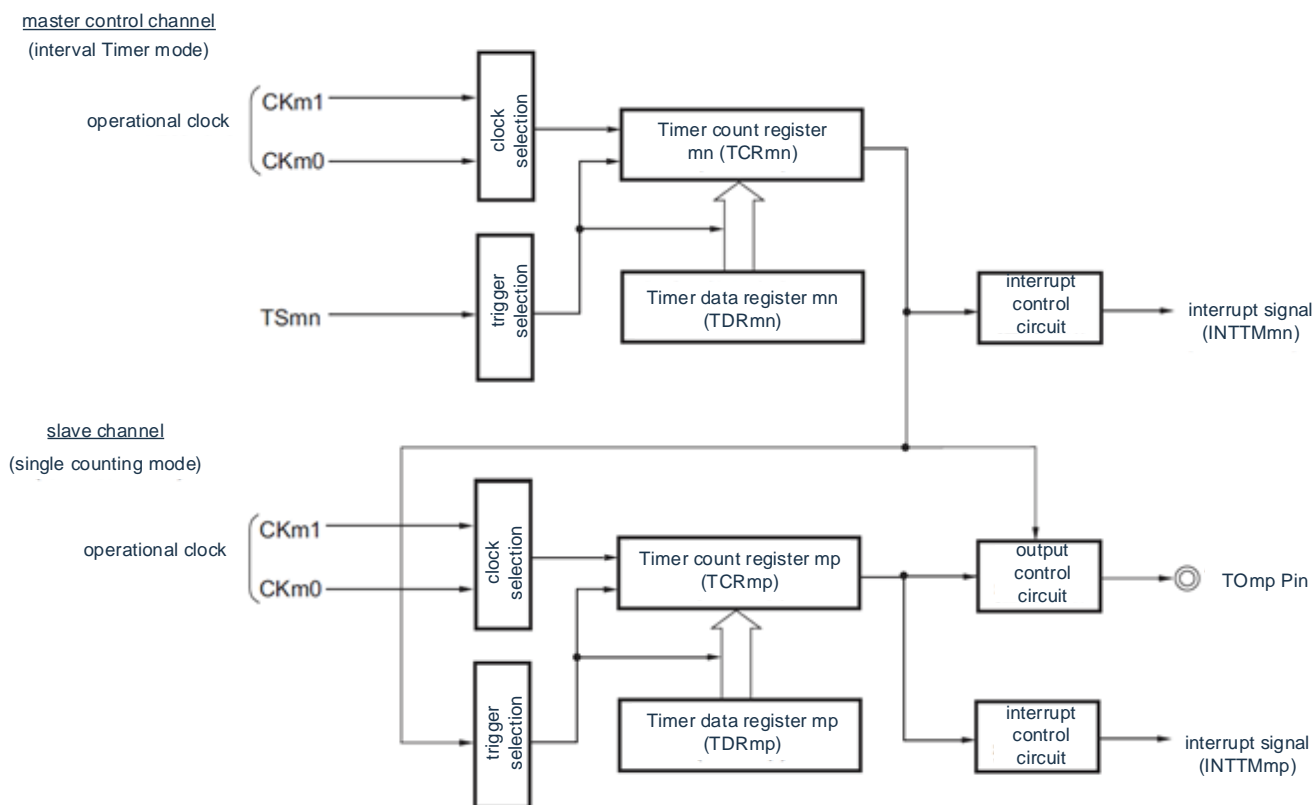 master control channel
(interval Timer mode)
operational clock
CKm1
CKm0
clock
selection
Timer count register
mn (TCRmn)
TSmn
trigger
selection
Timer data register mn
(TDRmn)
interrupt
control
circuit
interrupt signal
(INTTMmn)
slave channel
(single counting mode)
operational clock
CKm1
CKm0
clock
selection
Timer count register mp
(TCRmp)
output
control
circuit
TOmp Pin
trigger
selection
Timer data register mp
(TDRmp)
interrupt
control
circuit
interrupt signal
(INTTMmp)